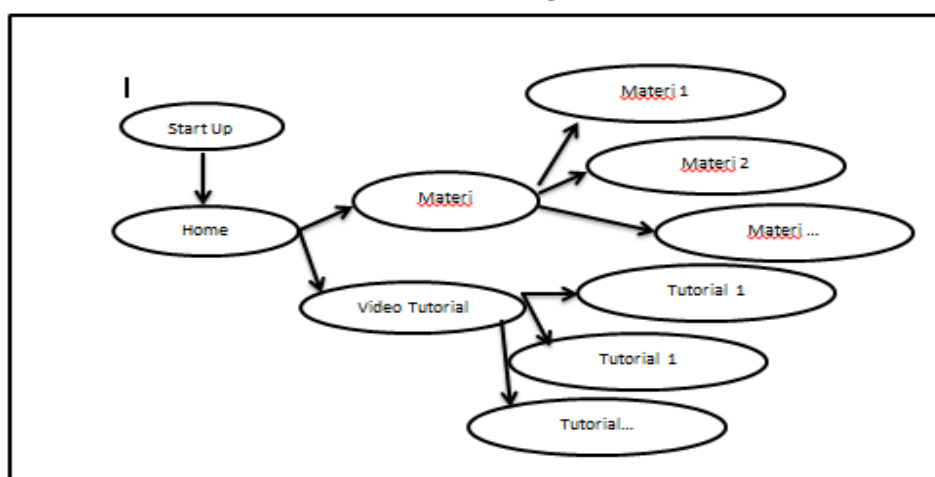 Start Up
Home
Materi
Video Tutorial
Materi 1
Materi 2
Materi ...
Tutorial 1
Tutorial 1
Tutorial...